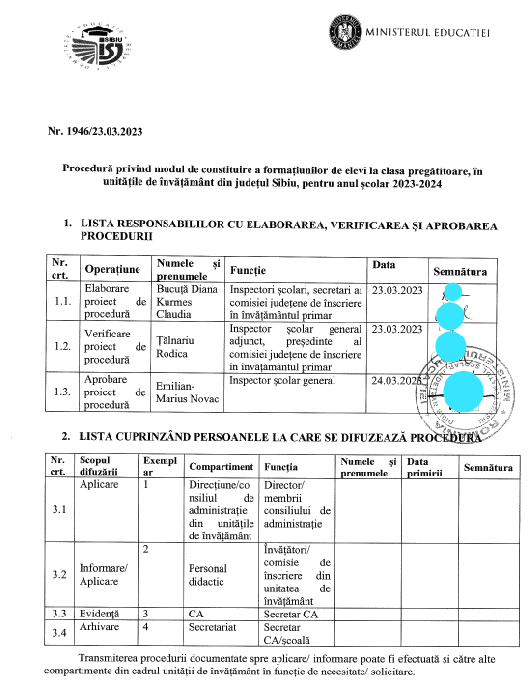 MINISTERUL EDUCAȚIEI
Nr. 1946/23.03.2023
Procedură privind modul de constituire a formațiunilor de elevi la clasa pregătitoare, în
unitățile de învățământ din județul Sibiu, pentru anul școlar 2023-2024
1. LISTA RESPONSABILILOR CU ELABORAREA, VERIFICAREA ȘI APROBAREA
PROCEDURII
Nr. crt. Operațiune Numele și prenumele Funcție Data Semnătura
1.1. Elaborare proiect de procedură Bucuță Diana Kurmes Claudia Inspectori școlari, secretari ai comisiei județene de înscriere în învățământul primar 23.03.2023
1.2. Verificare proiect de procedură Țălnariu Rodica Inspector școlar general adjunct, președinte al comisiei județene de înscriere in invatamantul primar 23.03.2023
1.3. Aprobare proiect de procedură Emilian-Marius Novac Inspector școlar general 24.03.2023
2. LISTA CUPRINZÂND PERSOANELE LA CARE SE DIFUZEAZĂ PROCEDURA
Nr. crt. Scopul difuzării Exemplar Compartiment Funcția Numele și prenumele Data primirii Semnătura
3.1 Aplicare 1 Direcțiune/consiliul de administrație din unitățile de învățământ Director/ membrii consiliului de administrație
3.2 Informare/ Aplicare 2 Personal didactic Învățători/ comisie de înscriere din unitatea de învățământ
3.3 Evidență 3 CA Secretar CA
3.4 Arhivare 4 Secretariat Secretar CA/școală
Transmiterea procedurii documentate spre aplicare/ informare poate fi efectuată si către alte
compartimente din cadrul unității de învățământ în funcție de necesitate/ solicitare.